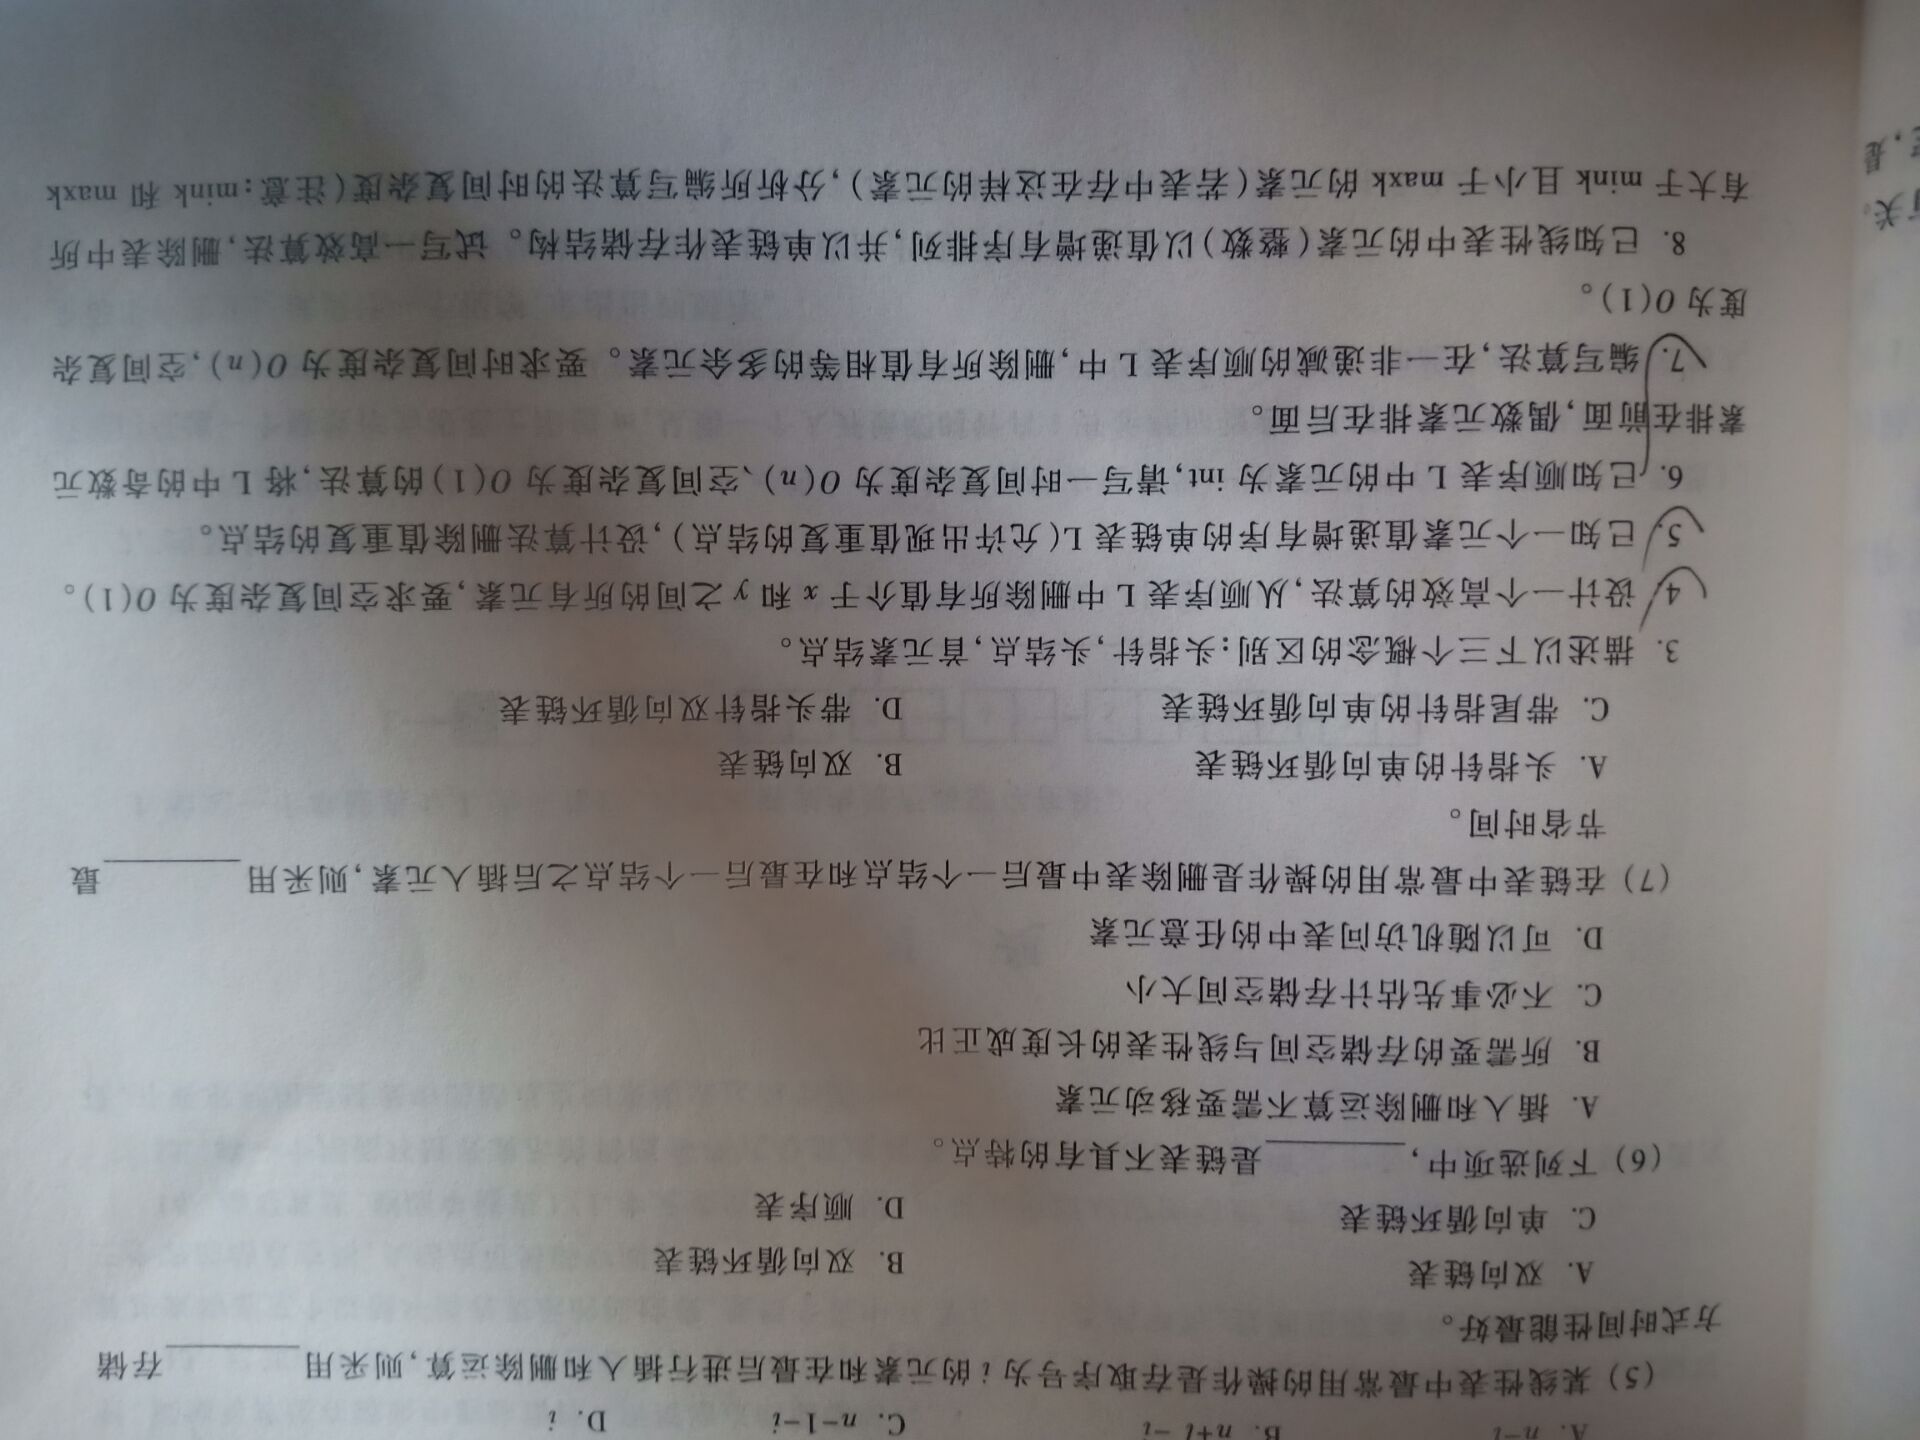 A. n-i B. n+1-i
C. n-1-i D. i
(5) 某线性表中最常用的操作是存取序号为 i 的元素和在最后进行插入和删除运算,则采用________存储
方式时间性能最好。
A. 双向链表 B. 双向循环链表
C. 单向循环链表 D. 顺序表
(6) 下列选项中,________是链表不具有的特点。
A. 插入和删除运算不需要移动元素
B. 所需要的存储空间与线性表的长度成正比
C. 不必事先估计存储空间大小
D. 可以随机访问表中的任意元素
(7) 在链表中最常用的操作是删除表中最后一个结点和在最后一个结点之后插入元素,则采用________最
节省时间。
A. 头指针的单向循环链表 B. 双向链表
C. 带尾指针的单向循环链表 D. 带头指针双向循环链表
3. 描述以下三个概念的区别:头指针,头结点,首元素结点。
4. 设计一个高效的算法,从顺序表 L 中删除所有值介于 x 和 y 之间的所有元素,要求空间复杂度为 O(1)。
5. 已知一个元素值递增有序的单链表 L(允许出现值重复的结点),设计算法删除值重复的结点。
6. 已知顺序表 L 中的元素为 int,请写一时间复杂度为 O(n)、空间复杂度为 O(1)的算法,将 L 中的奇数元
素排在前面,偶数元素排在后面。
7. 编写算法,在一非递减的顺序表 L 中,删除所有值相等的多余元素。要求时间复杂度为 O(n),空间复杂
度为 O(1)。
8. 已知线性表中的元素(整数)以值递增有序排列,并以单链表作存储结构。试写一高效算法,删除表中所
有大于 mink 且小于 maxk 的元素(若表中存在这样的元素),分析所编写算法的时间复杂度(注意:mink 和 maxk
有关。
,是